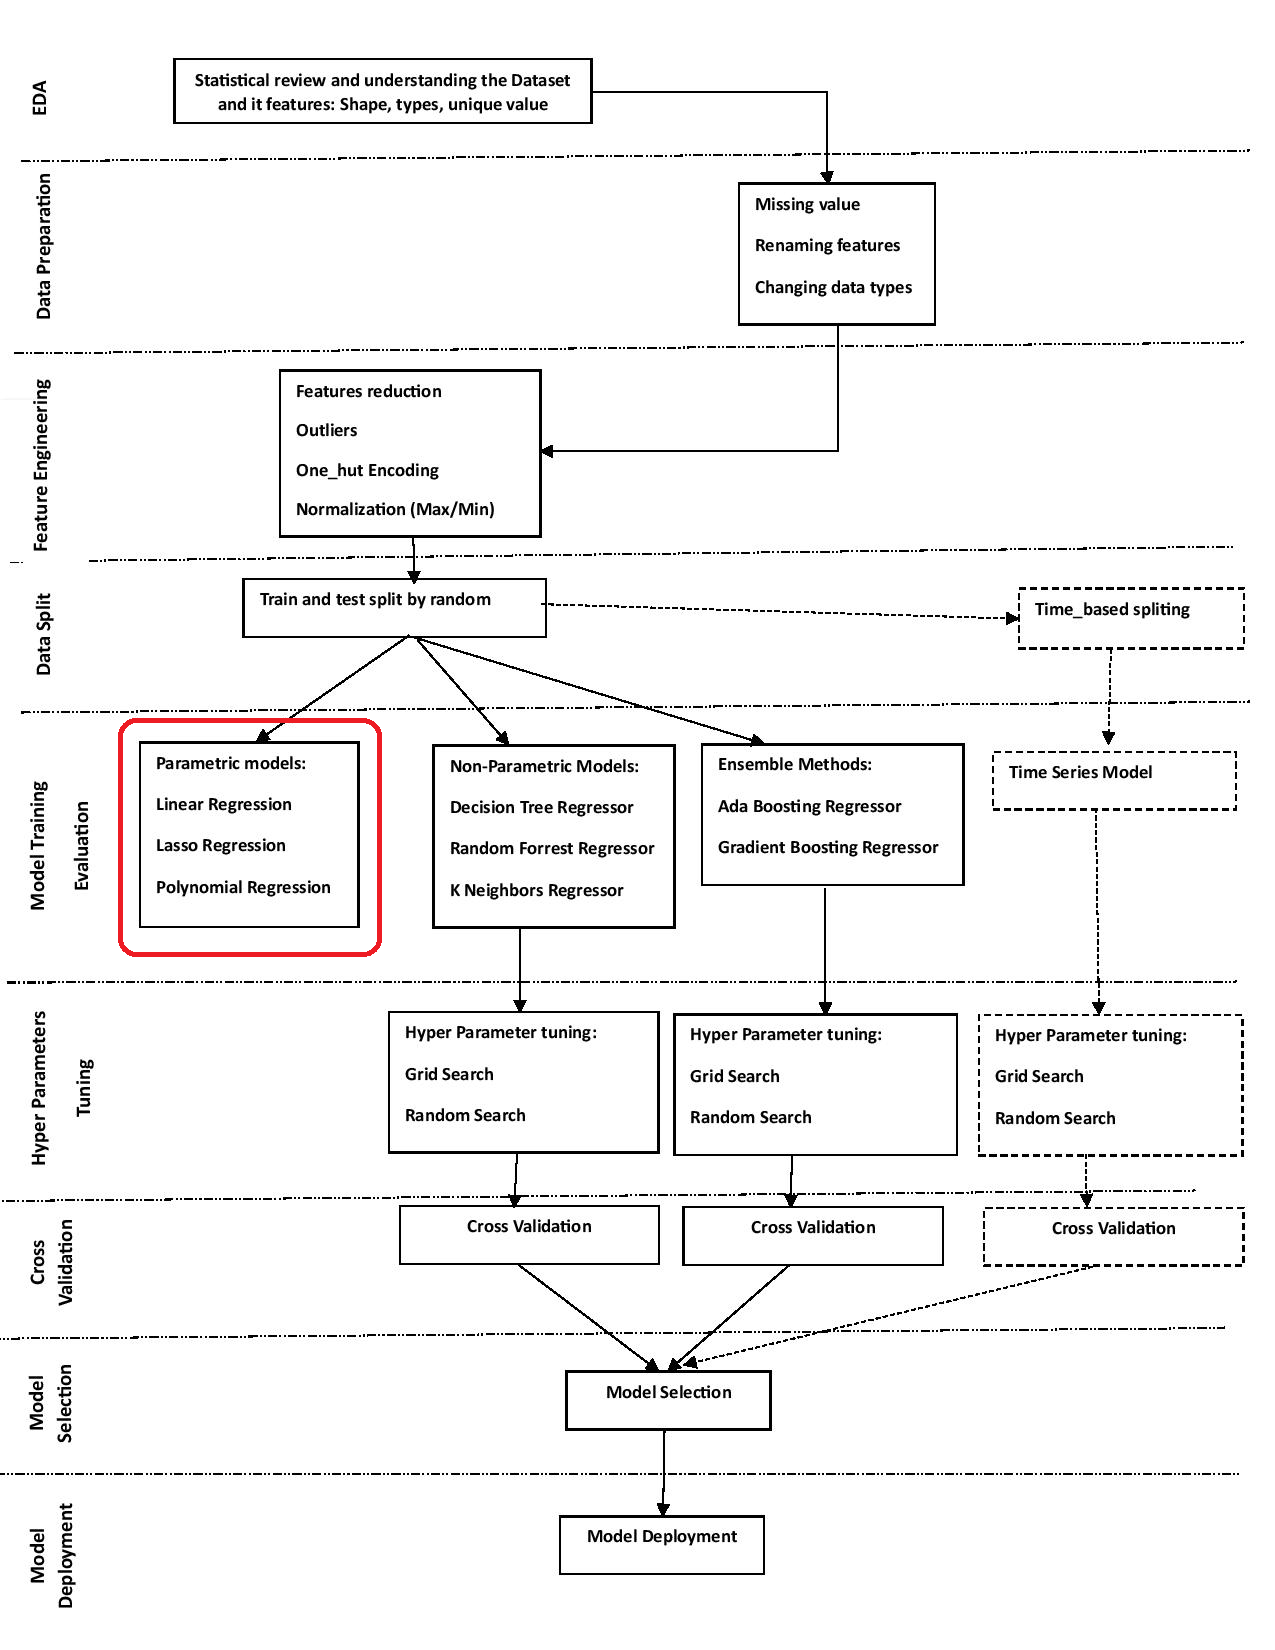 EDA
Statistical review and understanding the Dataset
and it features: Shape, types, unique value
Data Preparation
Missing value
Renaming features
Changing data types
Feature Engineering
Features reduction
Outliers
One_hut Encoding
Normalization (Max/Min)
Data Split
Train and test split by random
Time_based spliting
Model Training
Evaluation
Parametric models:
Linear Regression
Lasso Regression
Polynomial Regression
Non-Parametric Models:
Decision Tree Regressor
Random Forrest Regressor
K Neighbors Regressor
Ensemble Methods:
Ada Boosting Regressor
Gradient Boosting Regressor
Time Series Model
Hyper Parameters
Tuning
Hyper Parameter tuning:
Grid Search
Random Search
Hyper Parameter tuning:
Grid Search
Random Search
Hyper Parameter tuning:
Grid Search
Random Search
Cross
Validation
Cross Validation
Cross Validation
Cross Validation
Model
Selection
Model Selection
Model
Deployment
Model Deployment